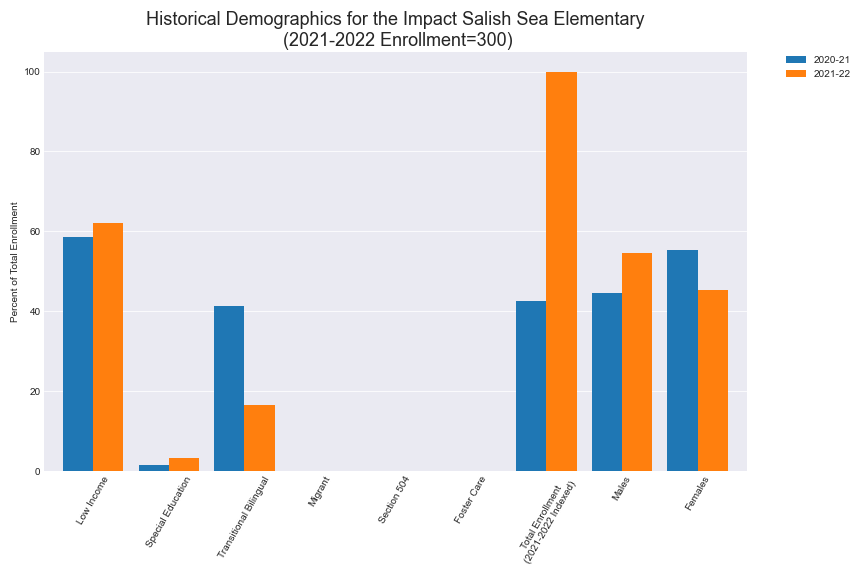 Historical Demographics for the Impact Salish Sea Elementary
(2021-2022 Enrollment=300)
2020-21
2021-22
Percent of Total Enrollment
100
80
60
40
20
0
Low Income
Special Education
Transitional Bilingual
Migrant
Section 504
Foster Care
Total Enrollment
(2021-2022 Indexed)
Males
Females